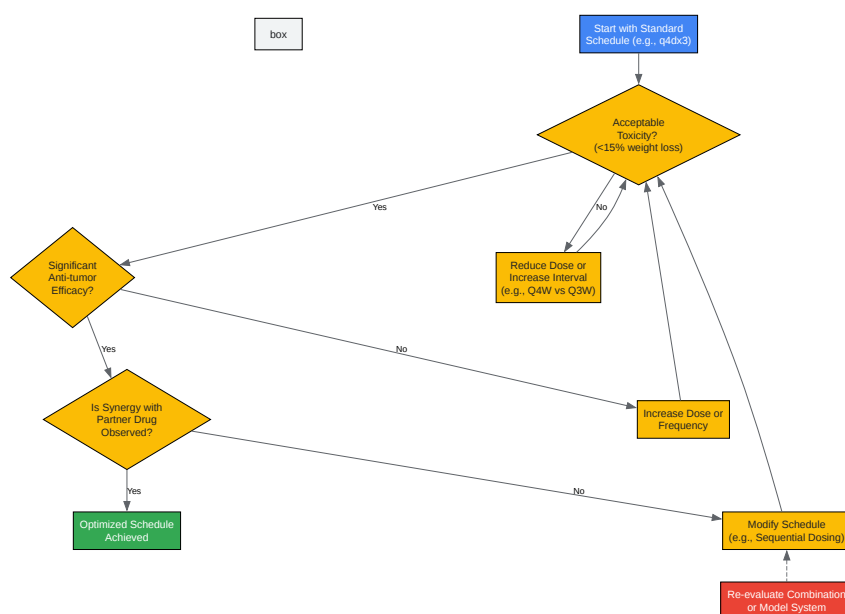 box
Start with Standard
Schedule (e.g., q4dx3)
Acceptable
Toxicity?
(<15% weight loss)
Yes
No
Significant
Anti-tumor
Efficacy?
Reduce Dose or
Increase Interval
(e.g., Q4W vs Q3W)
Yes
No
Is Synergy with
Partner Drug
Observed?
Increase Dose or
Frequency
Yes
No
Optimized Schedule
Achieved
Modify Schedule
(e.g., Sequential Dosing)
Re-evaluate Combination
or Model System